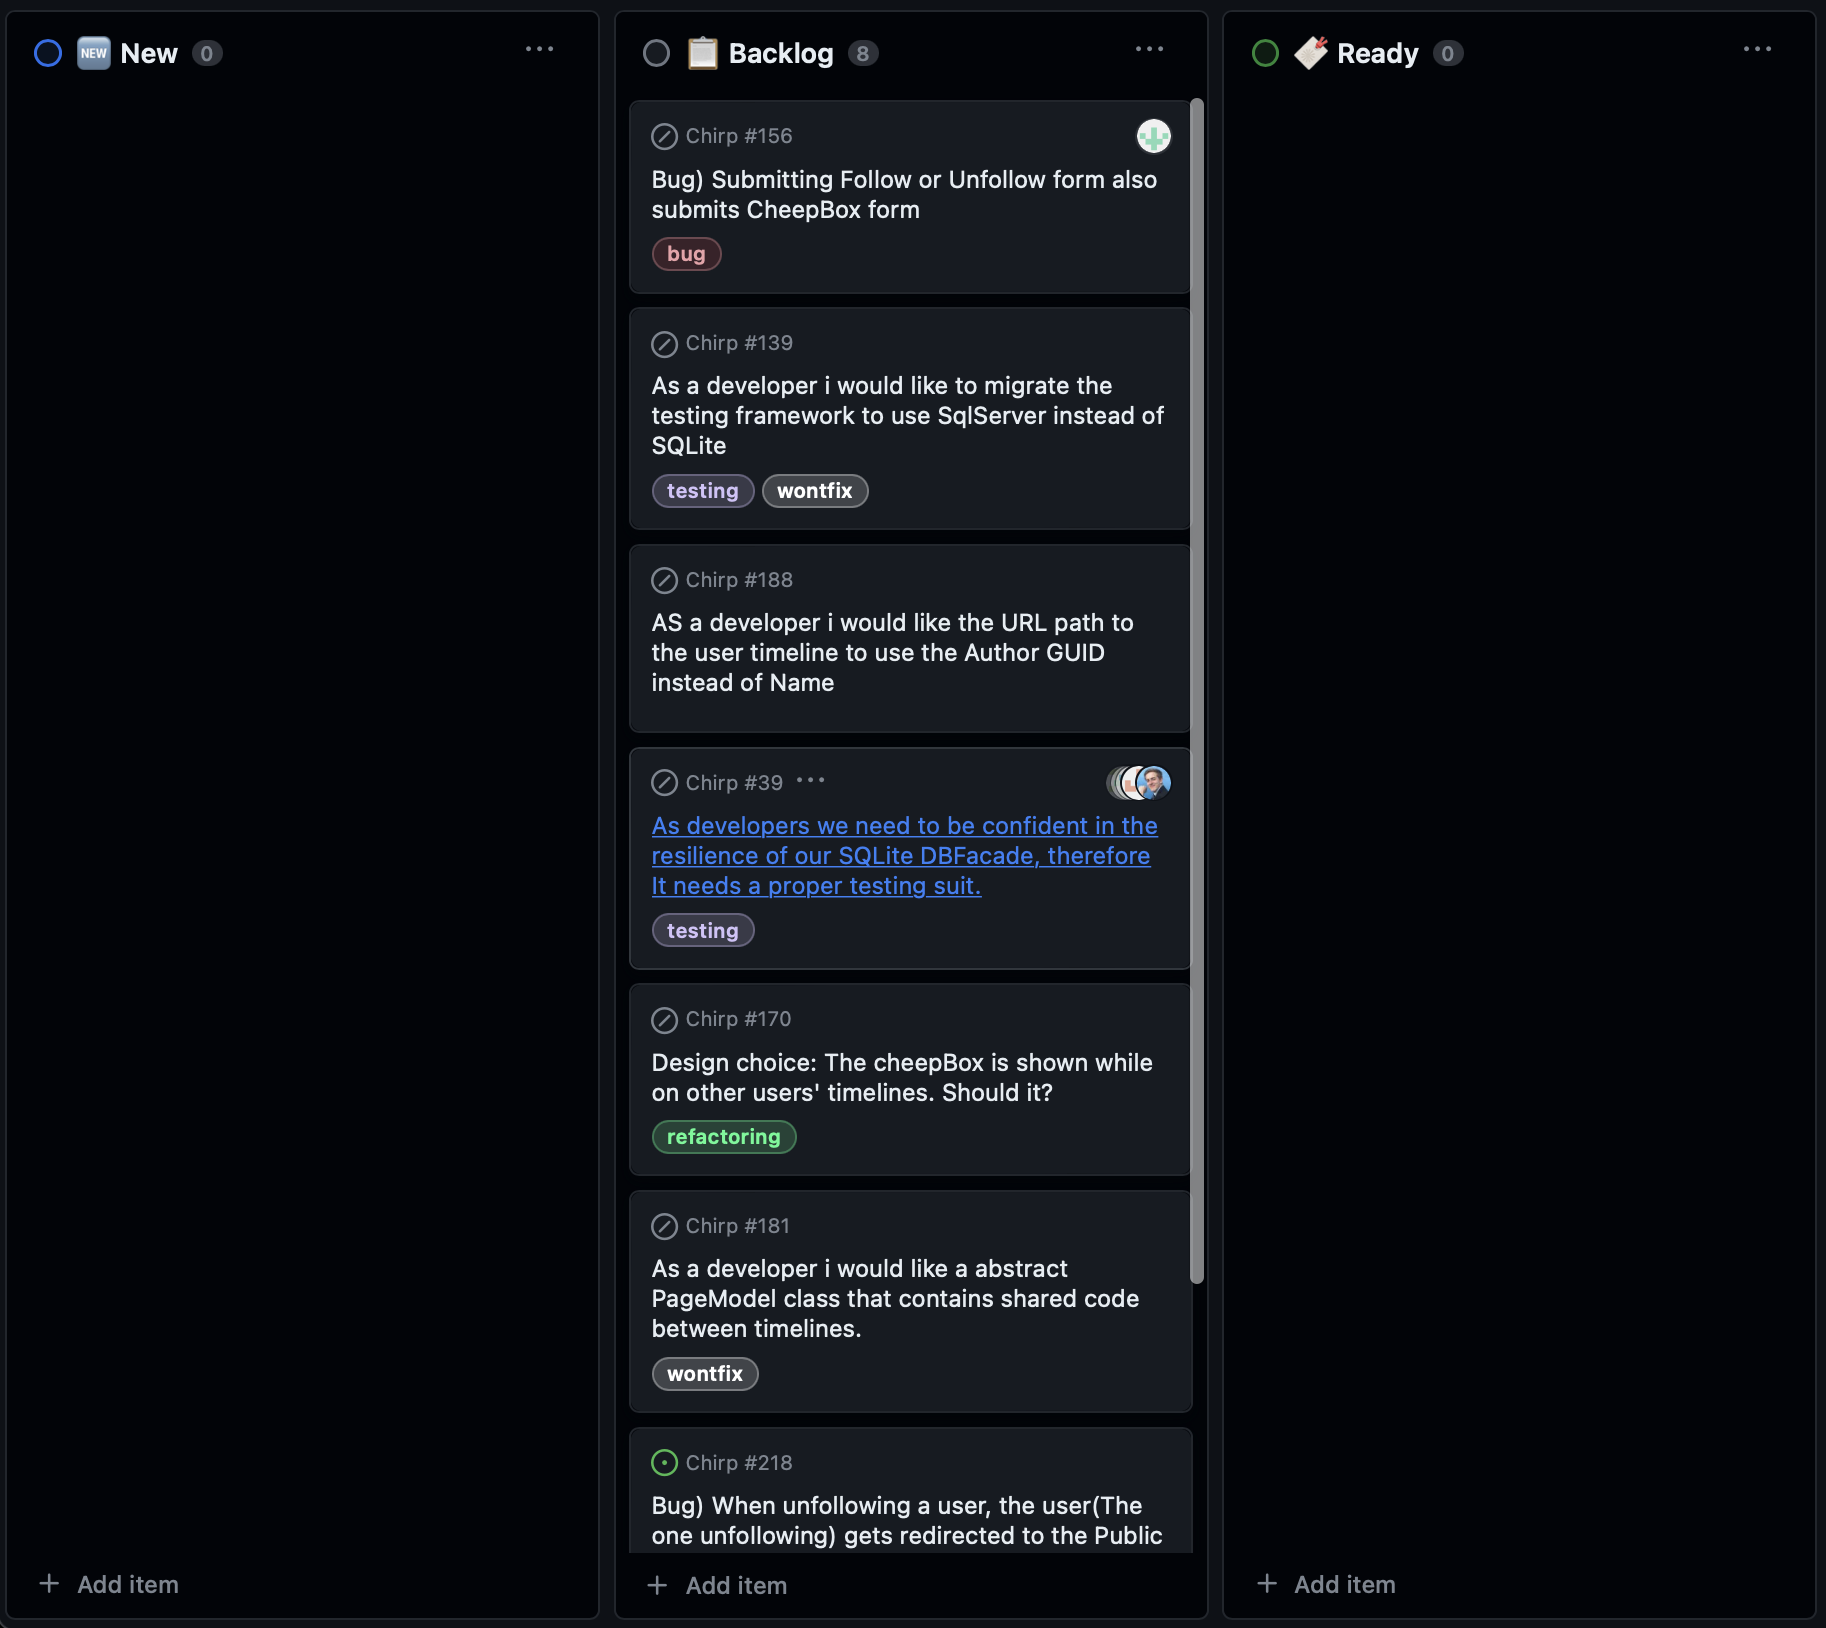 NEW New 0
Backlog 8
Chirp #156
Bug) Submitting Follow or Unfollow form also
submits CheepBox form
bug
Chirp #139
As a developer i would like to migrate the
testing framework to use SqlServer instead of
SQLite
testing wontfix
Chirp #188
AS a developer i would like the URL path to
the user timeline to use the Author GUID
instead of Name
Chirp #39
As developers we need to be confident in the
resilience of our SQLite DBFacade, therefore
It needs a proper testing suit.
testing
Chirp #170
Design choice: The cheepBox is shown while
on other users' timelines. Should it?
refactoring
Chirp #181
As a developer i would like a abstract
PageModel class that contains shared code
between timelines.
wontfix
Chirp #218
Bug) When unfollowing a user, the user(The
one unfollowing) gets redirected to the Public
Ready 0
+ Add item
+ Add item
+ Add item